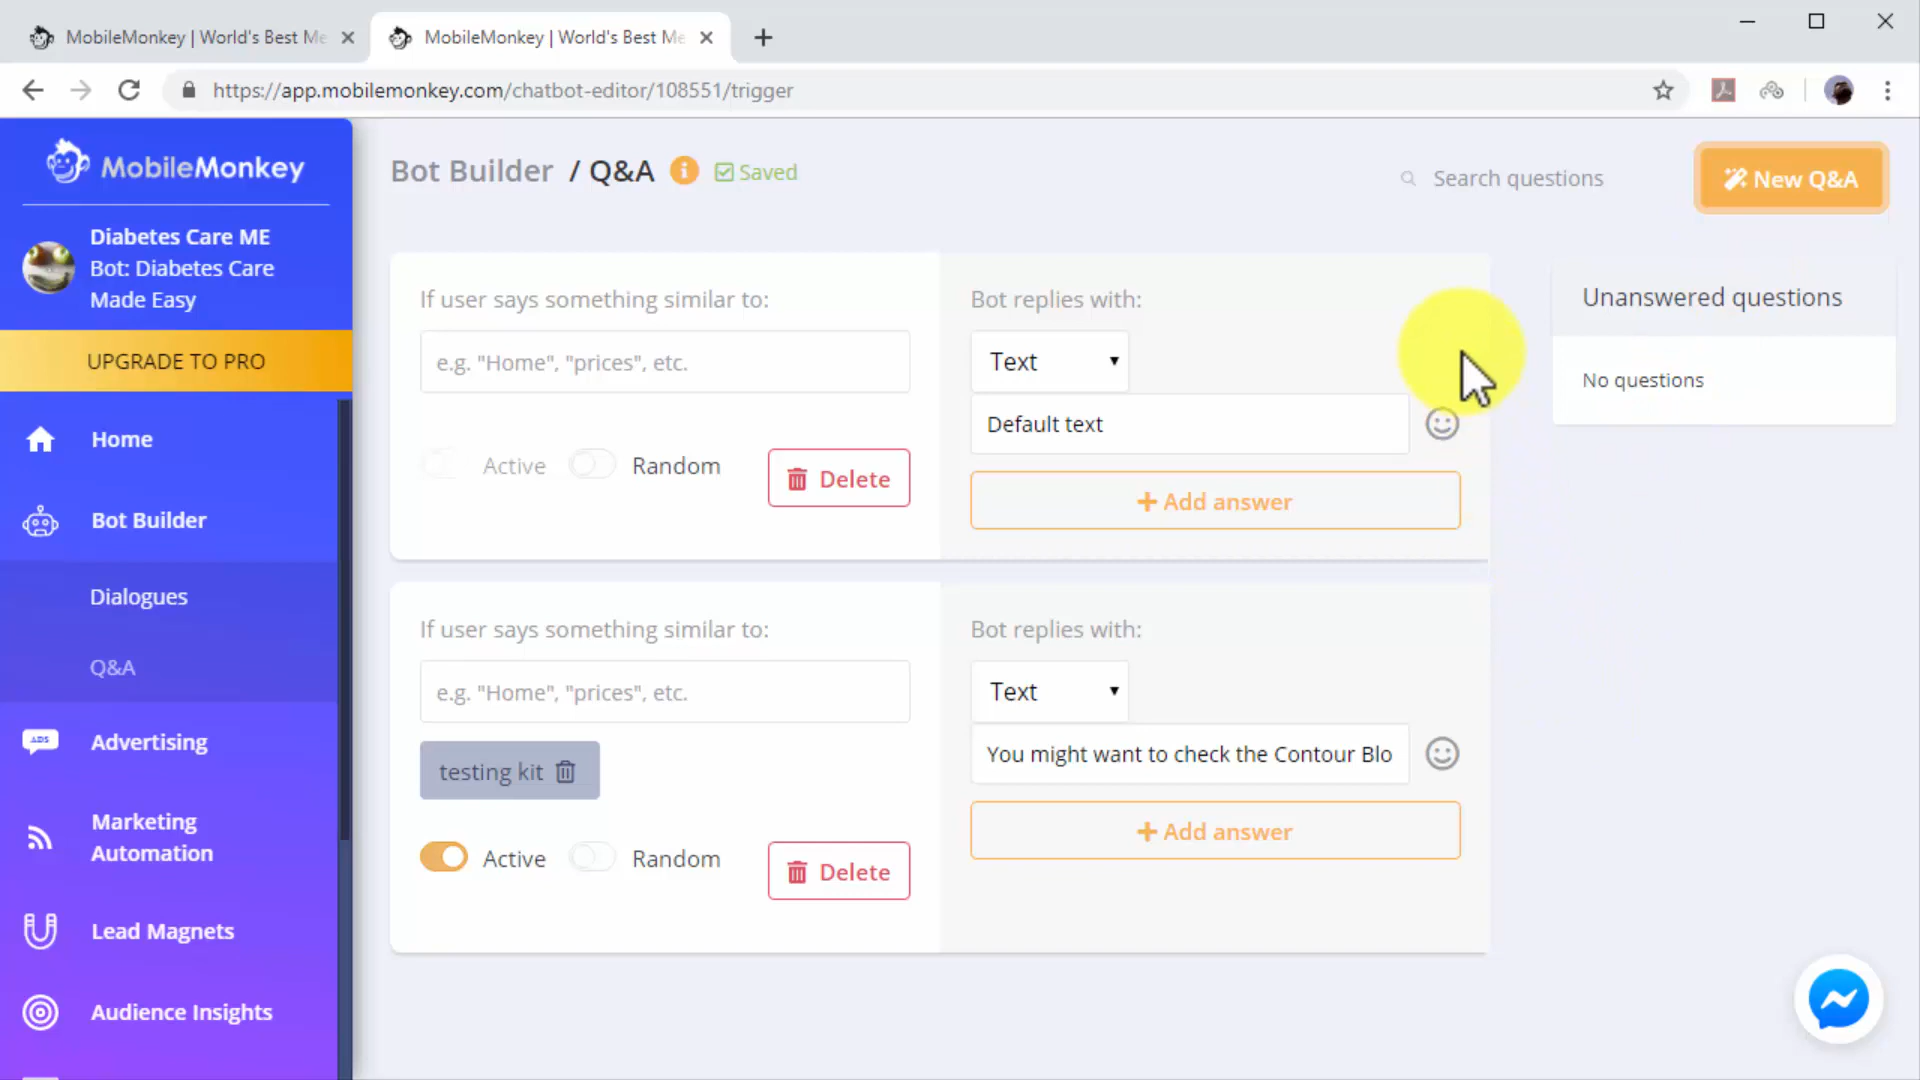 MobileMonkey | World's Best Me
MobileMonkey | World's Best Me
https://app.mobilemonkey.com/chatbot-editor/108551/trigger
MobileMonkey
Diabetes Care ME
Bot: Diabetes Care
Made Easy
UPGRADE TO PRO
Home
Bot Builder
Dialogues
Q&A
ADS
Advertising
Marketing
Automation
Lead Magnets
Audience Insights
Bot Builder / Q&A
Saved
Search questions
New Q&A
If user says something similar to:
e.g. "Home", "prices", etc.
Active
Random
Delete
Bot replies with:
Text
Default text
+ Add answer
If user says something similar to:
e.g. "Home", "prices", etc.
testing kit
Active
Random
Delete
Bot replies with:
Text
You might want to check the Contour Blo
+ Add answer
Unanswered questions
No questions